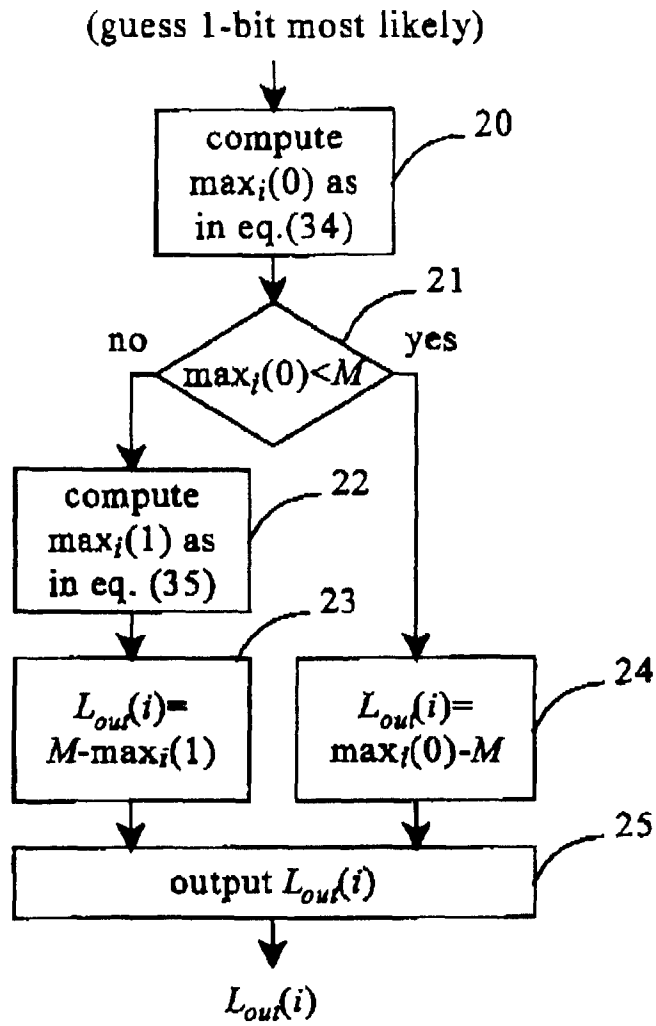 (guess 1-bit most likely)
compute
maxᵢ(0) as
in eq.(34)
20
21
no
yes
maxᵢ(0)<M
compute
maxᵢ(1) as
in eq. (35)
22
23
Lₒᵤₜ(i)=
M-maxᵢ(1)
Lₒᵤₜ(i)=
maxᵢ(0)-M
24
25
output Lₒᵤₜ(i)
Lₒᵤₜ(i)